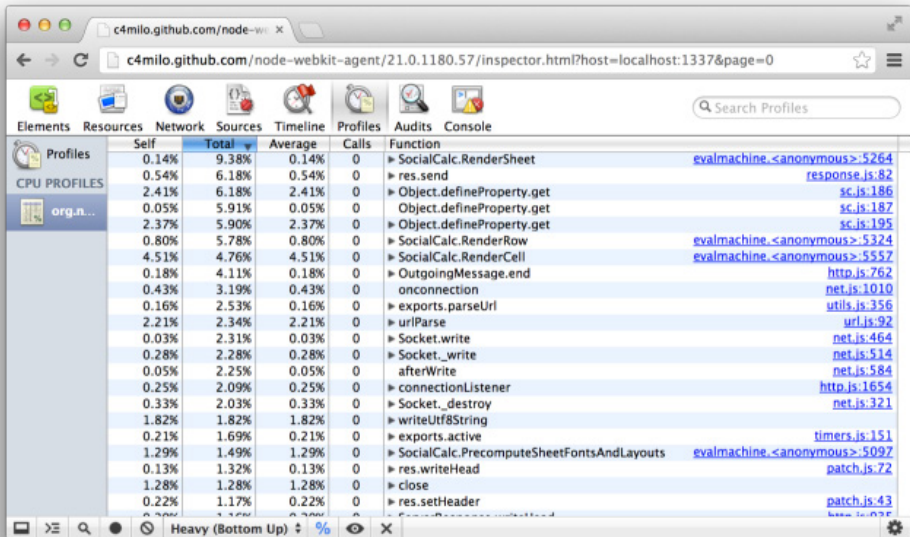 c4milo.github.com/node-we
c4milo.github.com/node-webkit-agent/21.0.1180.57/inspector.html?host=localhost:1337&page=0
Elements Resources Network Sources Timeline Profiles Audits Console Search Profiles
Profiles
CPU PROFILES
org.n...
Self Total Average Calls Function
0.14% 9.38% 0.14% 0 SocialCalc.RenderSheet evalmachine.<anonymous>:5264
0.54% 6.18% 0.54% 0 res.send response.js:82
2.41% 6.18% 2.41% 0 Object.defineProperty.get sc.js:186
0.05% 5.91% 0.05% 0 Object.defineProperty.get sc.js:187
2.37% 5.90% 2.37% 0 Object.defineProperty.get sc.js:195
0.80% 5.78% 0.80% 0 SocialCalc.RenderRow evalmachine.<anonymous>:5324
4.51% 4.76% 4.51% 0 SocialCalc.RenderCell evalmachine.<anonymous>:5557
0.18% 4.11% 0.18% 0 OutgoingMessage.end http.js:762
0.43% 3.19% 0.43% 0 onconnection net.js:1010
0.16% 2.53% 0.16% 0 exports.parseUrl utils.js:356
2.21% 2.34% 2.21% 0 urlParse url.js:92
0.03% 2.31% 0.03% 0 Socket.write net.js:464
0.28% 2.28% 0.28% 0 Socket._write net.js:514
0.05% 2.25% 0.05% 0 afterWrite net.js:584
0.25% 2.09% 0.25% 0 connectionListener http.js:1654
0.33% 2.03% 0.33% 0 Socket._destroy net.js:321
1.82% 1.82% 1.82% 0 writeUtf8String
0.21% 1.69% 0.21% 0 exports.active timers.js:151
1.29% 1.49% 1.29% 0 SocialCalc.PrecomputeSheetFontsAndLayouts evalmachine.<anonymous>:5097
0.13% 1.32% 0.13% 0 res.writeHead patch.js:72
1.28% 1.28% 1.28% 0 close
0.22% 1.17% 0.22% 0 res.setHeader patch.js:43
Heavy (Bottom Up) %